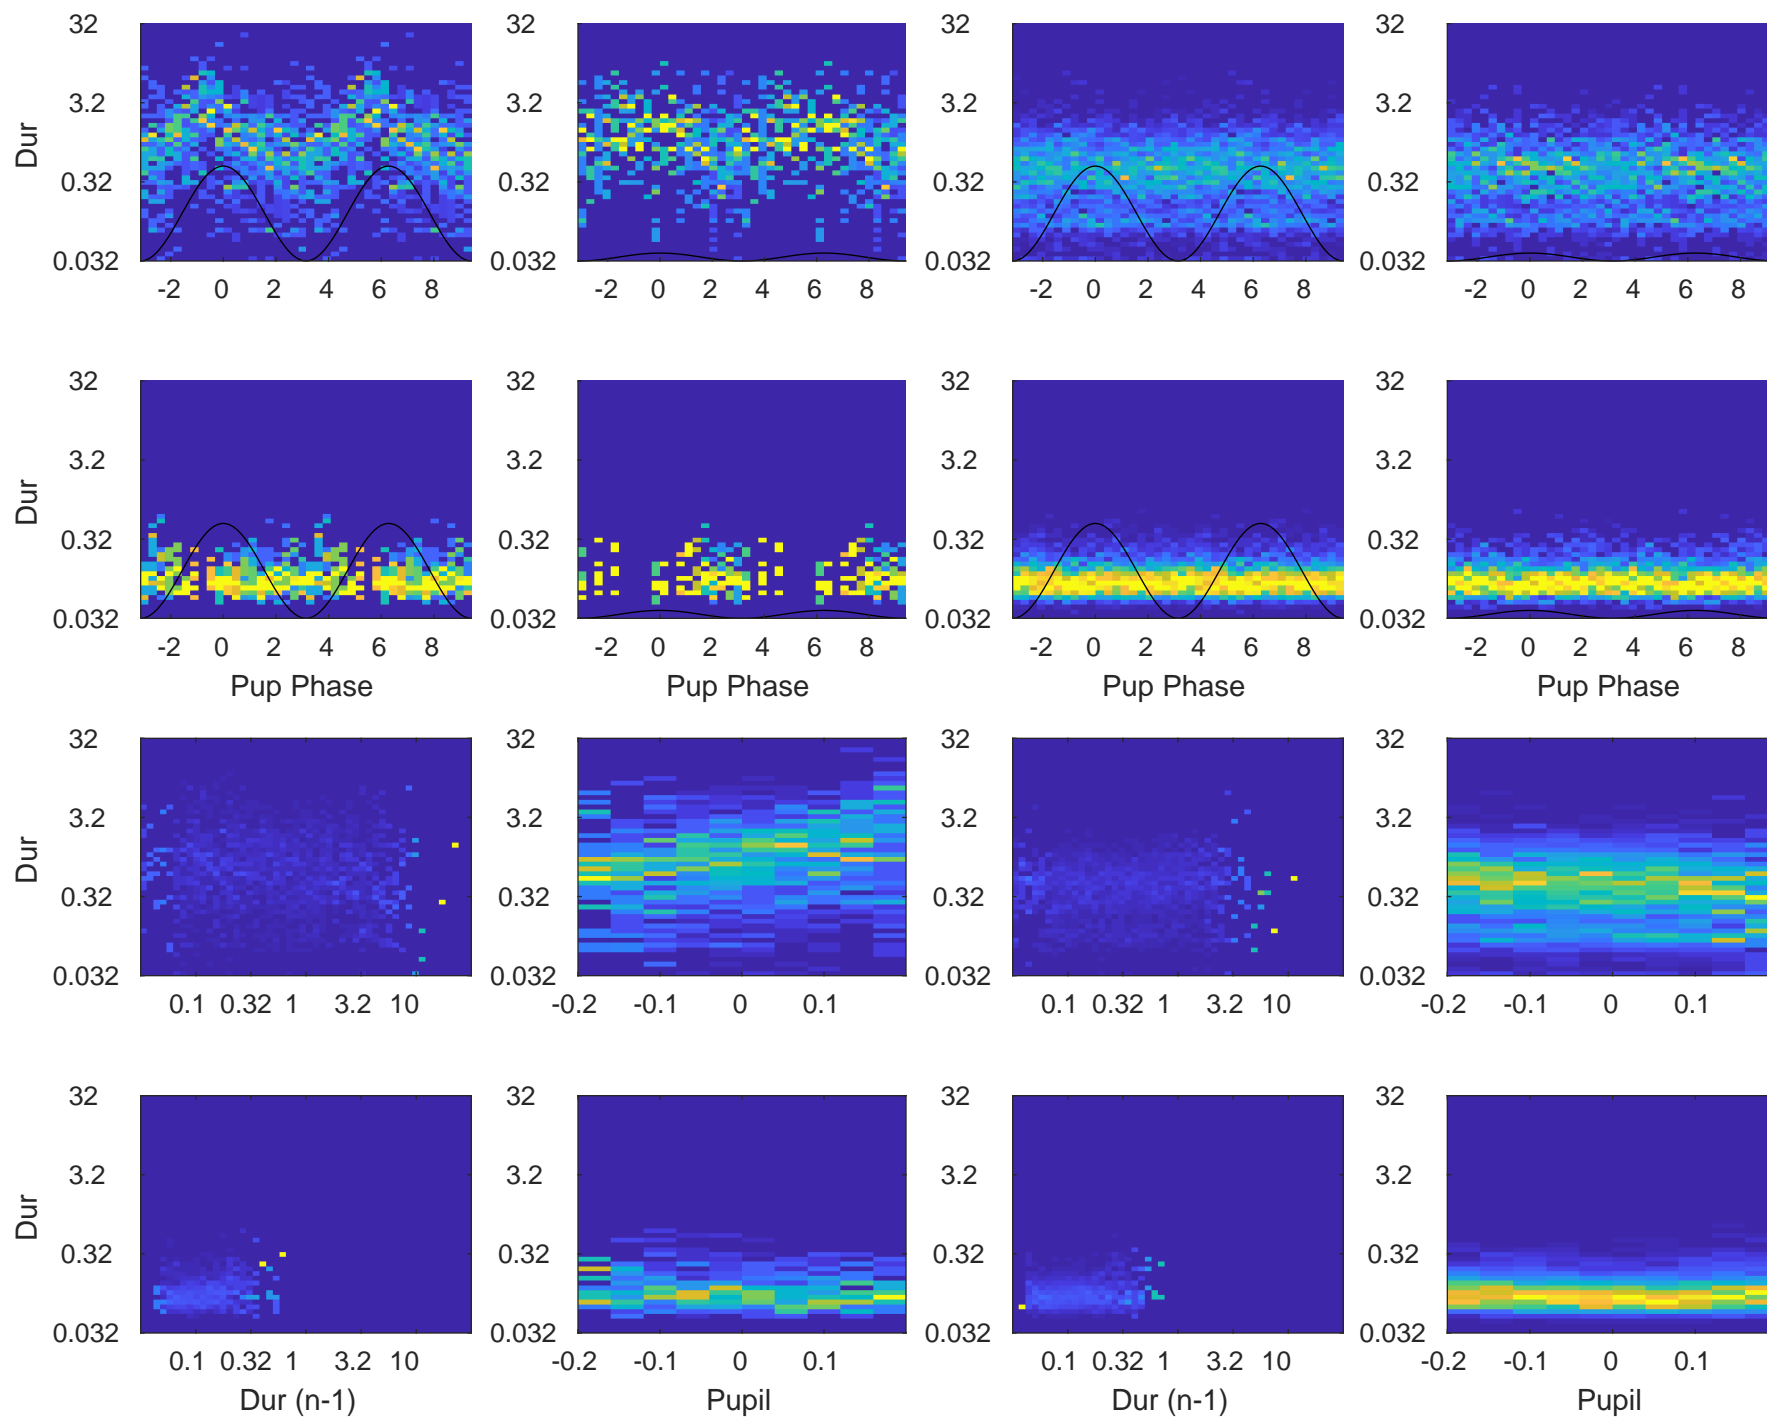 32 32 32 32
3.2 3.2 3.2 3.2
Dur
0.32 0.32 0.32 0.32
0.032 0.032 0.032 0.032
-2 0 2 4 6 8 -2 0 2 4 6 8 -2 0 2 4 6 8 -2 0 2 4 6 8
32 32 32 32
3.2 3.2 3.2 3.2
Dur
0.32 0.32 0.32 0.32
0.032 0.032 0.032 0.032
-2 0 2 4 6 8 -2 0 2 4 6 8 -2 0 2 4 6 8 -2 0 2 4 6 8
Pup Phase Pup Phase Pup Phase Pup Phase
32 32 32 32
3.2 3.2 3.2 3.2
Dur
0.32 0.32 0.32 0.32
0.032 0.032 0.032 0.032
0.1 0.32 1 3.2 10 -0.2 -0.1 0 0.1 0.1 0.32 1 3.2 10 -0.2 -0.1 0 0.1
32 32 32 32
3.2 3.2 3.2 3.2
Dur
0.32 0.32 0.32 0.32
0.032 0.032 0.032 0.032
0.1 0.32 1 3.2 10 -0.2 -0.1 0 0.1 0.1 0.32 1 3.2 10 -0.2 -0.1 0 0.1
Dur (n-1) Pupil Dur (n-1) Pupil